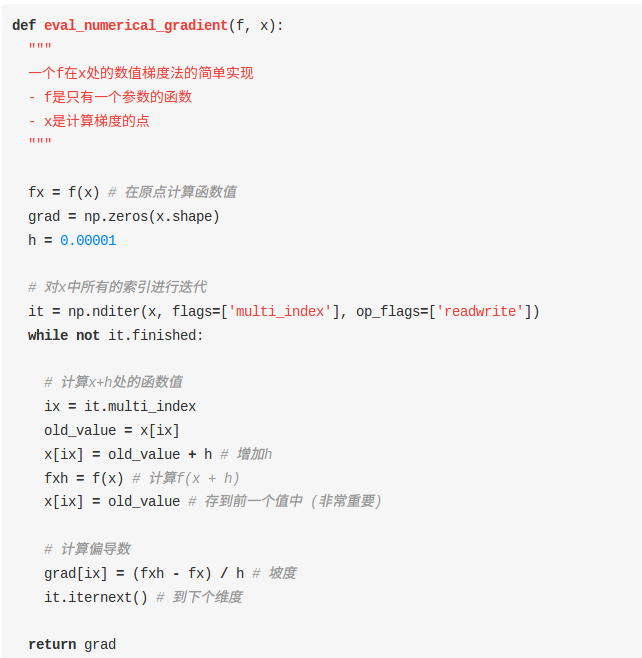 def eval_numerical_gradient(f, x):
  """
  一个f在x处的数值梯度法的简单实现
  - f是只有一个参数的函数
  - x是计算梯度的点
  """

  fx = f(x) # 在原点计算函数值
  grad = np.zeros(x.shape)
  h = 0.00001

  # 对x中所有的索引进行迭代
  it = np.nditer(x, flags=['multi_index'], op_flags=['readwrite'])
  while not it.finished:

    # 计算x+h处的函数值
    ix = it.multi_index
    old_value = x[ix]
    x[ix] = old_value + h # 增加h
    fxh = f(x) # 计算f(x + h)
    x[ix] = old_value # 存到前一个值中 (非常重要)

    # 计算偏导数
    grad[ix] = (fxh - fx) / h # 坡度
    it.iternext() # 到下个维度

  return grad